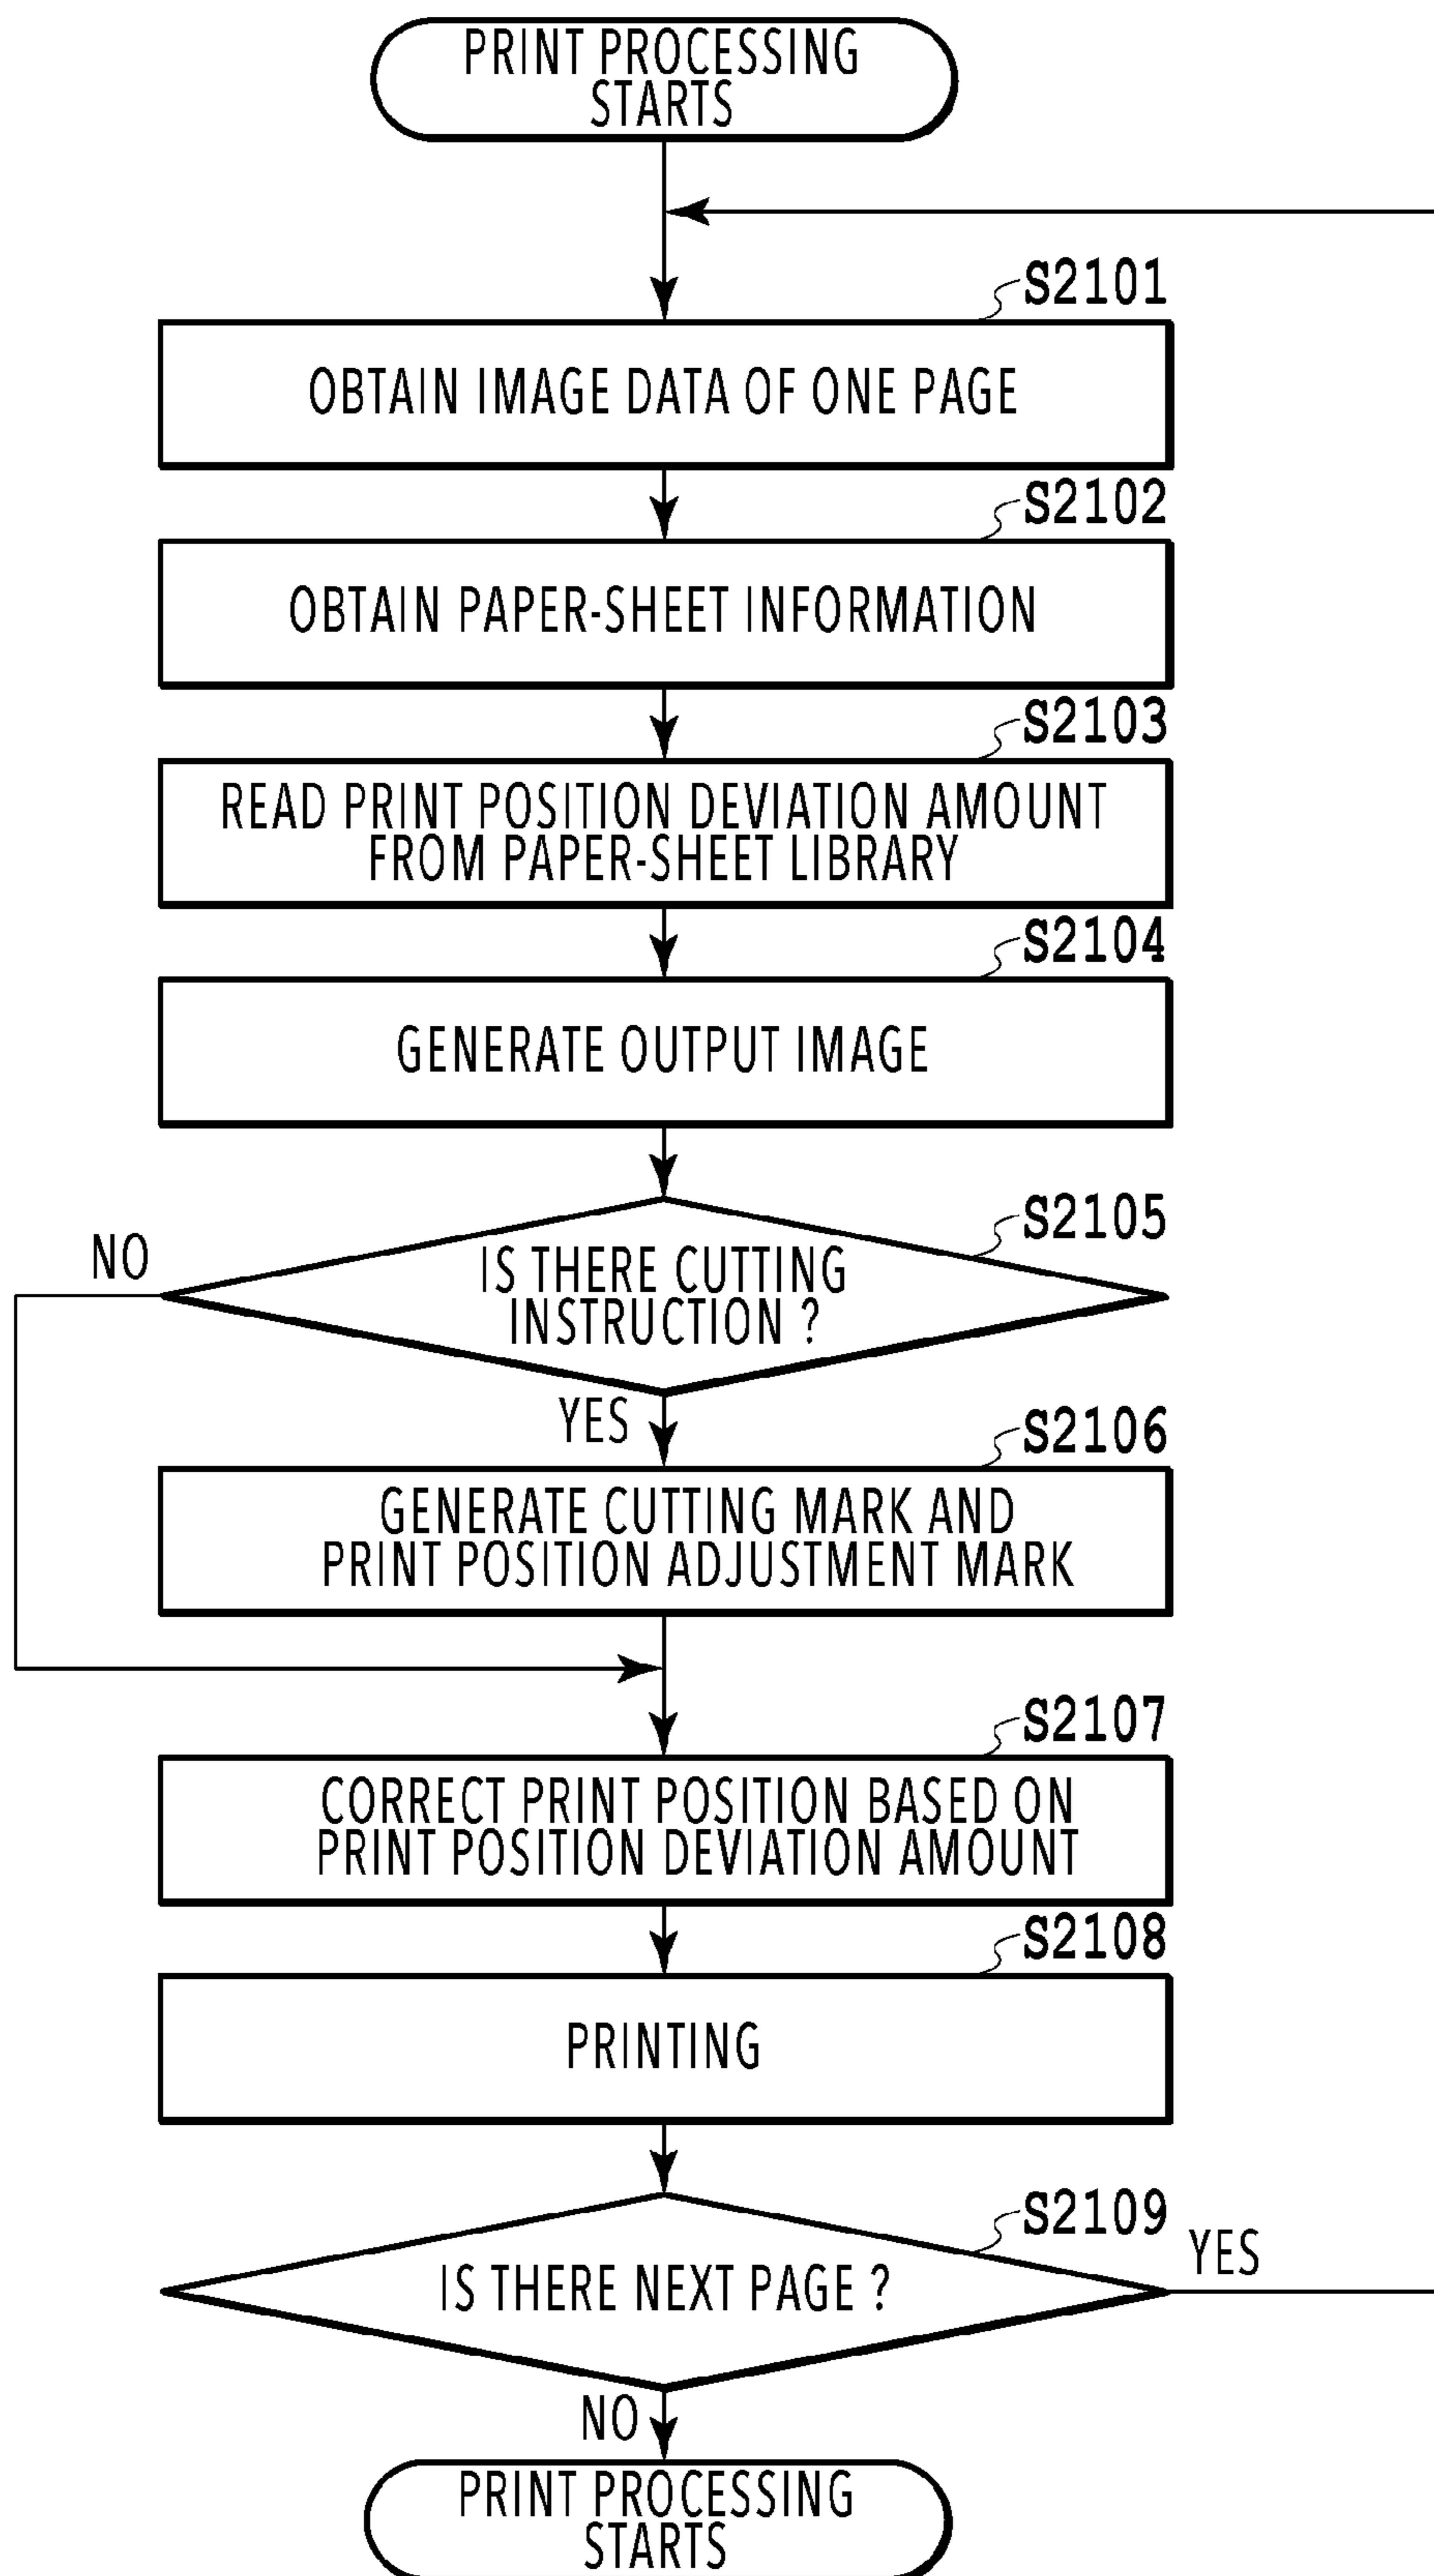 PRINT PROCESSING
STARTS
S2101
OBTAIN IMAGE DATA OF ONE PAGE
S2102
OBTAIN PAPER-SHEET INFORMATION
S2103
READ PRINT POSITION DEVIATION AMOUNT
FROM PAPER-SHEET LIBRARY
S2104
GENERATE OUTPUT IMAGE
S2105
NO
IS THERE CUTTING
INSTRUCTION ?
YES
S2106
GENERATE CUTTING MARK AND
PRINT POSITION ADJUSTMENT MARK
S2107
CORRECT PRINT POSITION BASED ON
PRINT POSITION DEVIATION AMOUNT
S2108
PRINTING
S2109
YES
IS THERE NEXT PAGE ?
NO
PRINT PROCESSING
STARTS